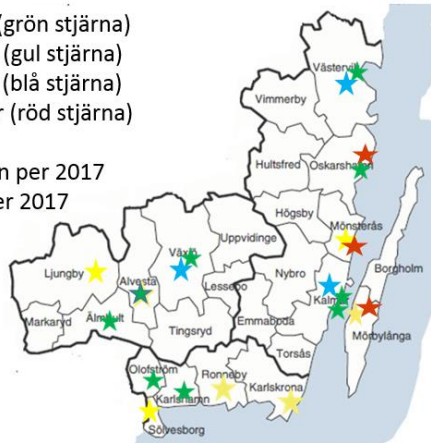 (grön stjärna)
(gul stjärna)
(blå stjärna)
r (röd stjärna)
n per 2017
er 2017
Västervik
Vimmerby
Hultsfred
Oskarshamn
Högsby
Mönsterås
Uppvidinge
Växjö
Ljungby
Alvesta
Lessebo
Nybro
Borgholm
Kalmar
Markaryd
Älmhult
Tingsryd
Emmaboda
Mörbylånga
Torsås
Olofström
Ronneby
Karlskrona
Karlshamn
Sölvesborg